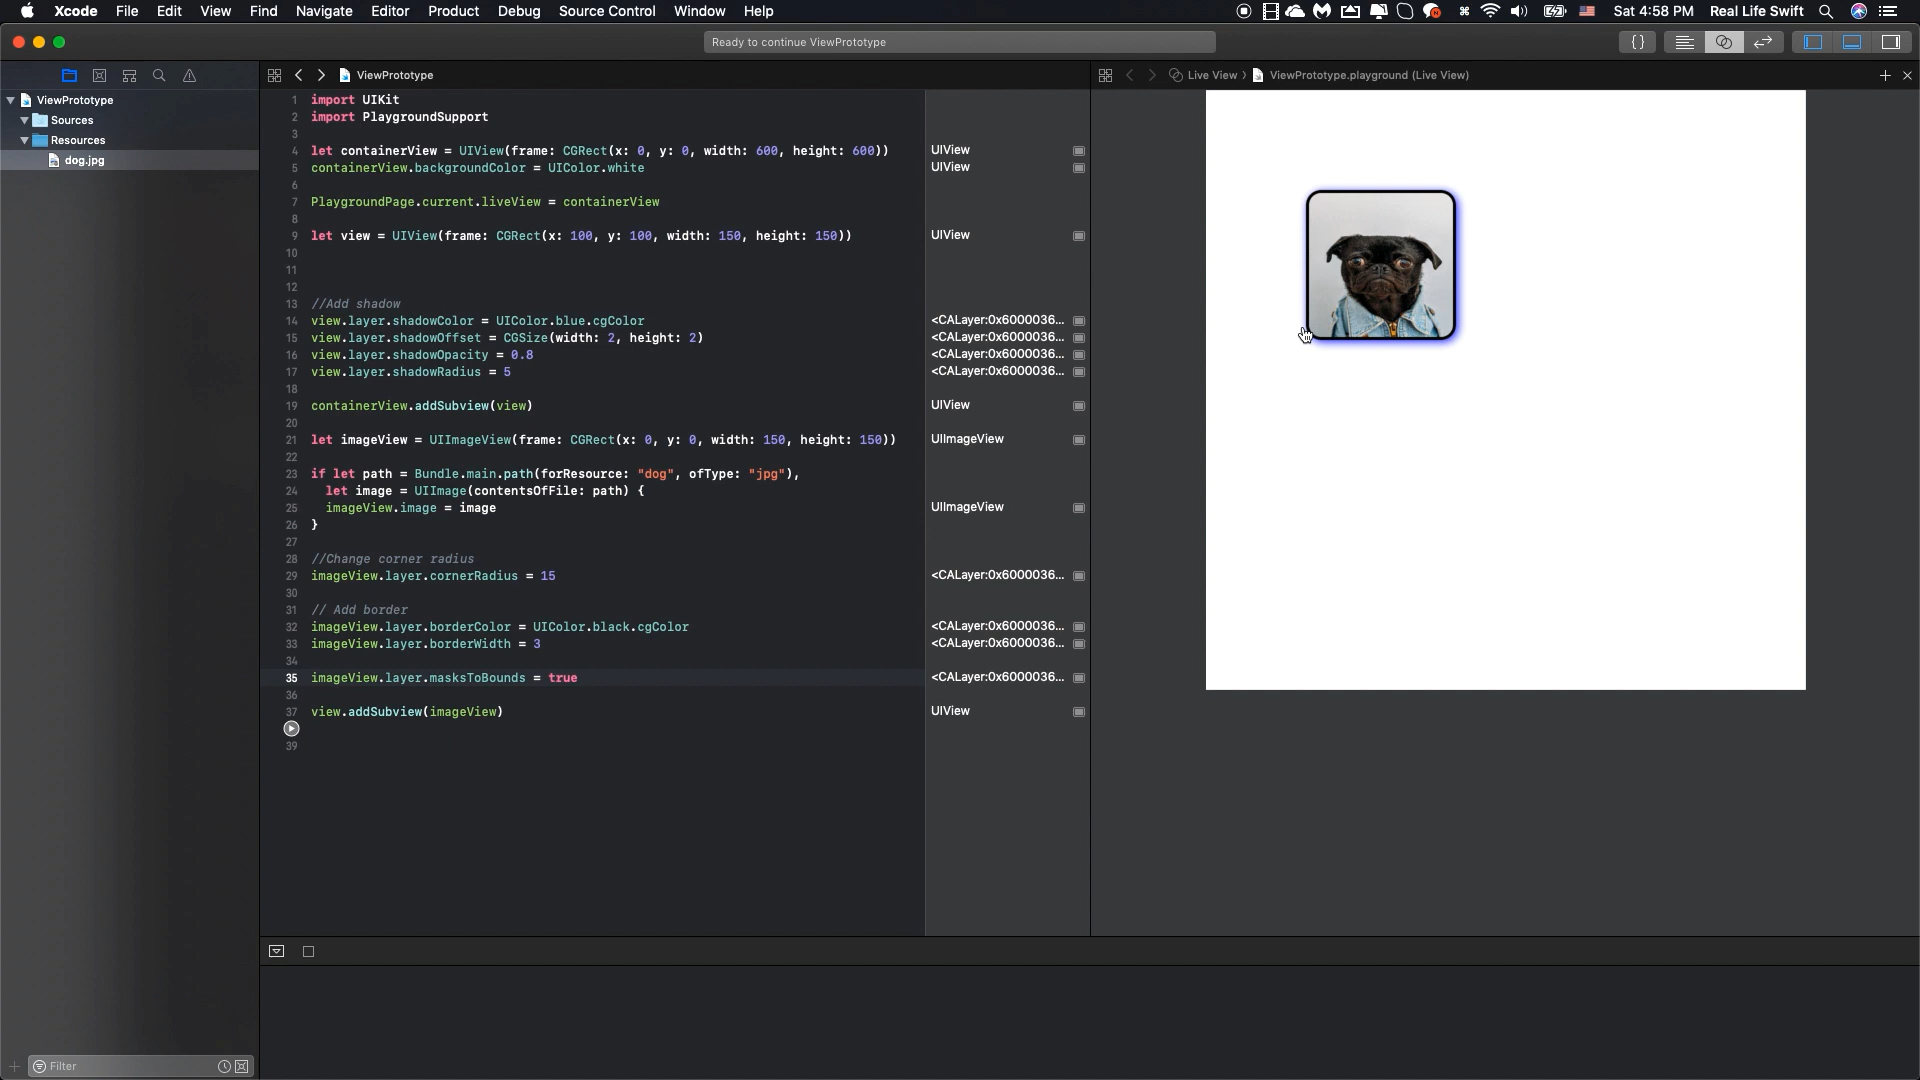 Xcode File Edit View Find Navigate Editor Product Debug Source Control Window Help Sat 4:58 PM Real Life Swift
Ready to continue ViewPrototype
ViewPrototype
Live View ViewPrototype.playground (Live View)
ViewPrototype
Sources
Resources
dog.jpg
1 import UIKit
2 import PlaygroundSupport
3
4 let containerView = UIView(frame: CGRect(x: 0, y: 0, width: 600, height: 600)) UIView
5 containerView.backgroundColor = UIColor.white UIView
6
7 PlaygroundPage.current.liveView = containerView
8
9 let view = UIView(frame: CGRect(x: 100, y: 100, width: 150, height: 150)) UIView
10
11
12
13 //Add shadow
14 view.layer.shadowColor = UIColor.blue.cgColor <CALayer:0x6000036...
15 view.layer.shadowOffset = CGSize(width: 2, height: 2) <CALayer:0x6000036...
16 view.layer.shadowOpacity = 0.8 <CALayer:0x6000036...
17 view.layer.shadowRadius = 5 <CALayer:0x6000036...
18
19 containerView.addSubview(view) UIView
20
21 let imageView = UIImageView(frame: CGRect(x: 0, y: 0, width: 150, height: 150)) UIImageView
22
23 if let path = Bundle.main.path(forResource: "dog", ofType: "jpg"),
24 let image = UIImage(contentsOfFile: path) {
25 imageView.image = image UIImageView
26 }
27
28 //Change corner radius
29 imageView.layer.cornerRadius = 15 <CALayer:0x6000036...
30
31 // Add border
32 imageView.layer.borderColor = UIColor.black.cgColor <CALayer:0x6000036...
33 imageView.layer.borderWidth = 3 <CALayer:0x6000036...
34
35 imageView.layer.masksToBounds = true <CALayer:0x6000036...
36
37 view.addSubview(imageView) UIView
39
Filter